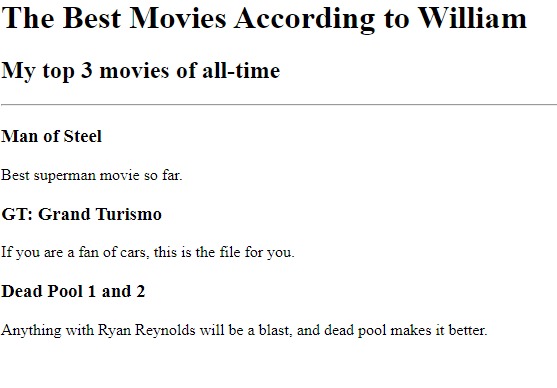 The Best Movies According to William
My top 3 movies of all-time
Man of Steel
Best superman movie so far.
GT: Grand Turismo
If you are a fan of cars, this is the file for you.
Dead Pool 1 and 2
Anything with Ryan Reynolds will be a blast, and dead pool makes it better.